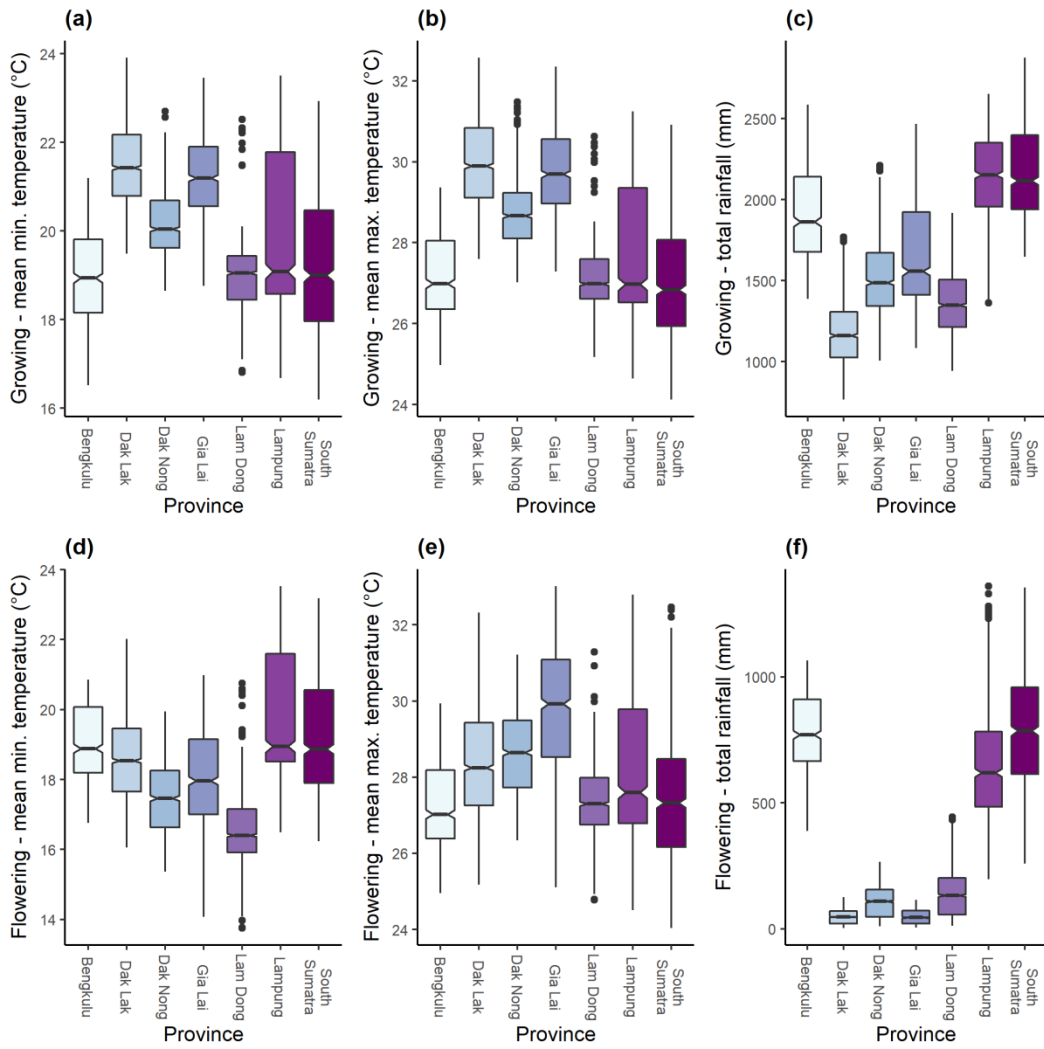 (a)
Growing - mean min. temperature (°C)
24
22
20
18
16
Bengkulu
Dak Lak
Dak Nong
Gia Lai
Lam Dong
Lampung
South
Sumatra
Province
(b)
Growing - mean max. temperature (°C)
32
30
28
26
24
Bengkulu
Dak Lak
Dak Nong
Gia Lai
Lam Dong
Lampung
South
Sumatra
Province
(c)
Growing - total rainfall (mm)
2500
2000
1500
1000
Bengkulu
Dak Lak
Dak Nong
Gia Lai
Lam Dong
Lampung
South
Sumatra
Province
(d)
Flowering - mean min. temperature (°C)
24
22
20
18
16
14
Bengkulu
Dak Lak
Dak Nong
Gia Lai
Lam Dong
Lampung
South
Sumatra
Province
(e)
Flowering - mean max. temperature (°C)
32
30
28
26
24
Bengkulu
Dak Lak
Dak Nong
Gia Lai
Lam Dong
Lampung
South
Sumatra
Province
(f)
Flowering - total rainfall (mm)
1000
500
0
Bengkulu
Dak Lak
Dak Nong
Gia Lai
Lam Dong
Lampung
South
Sumatra
Province